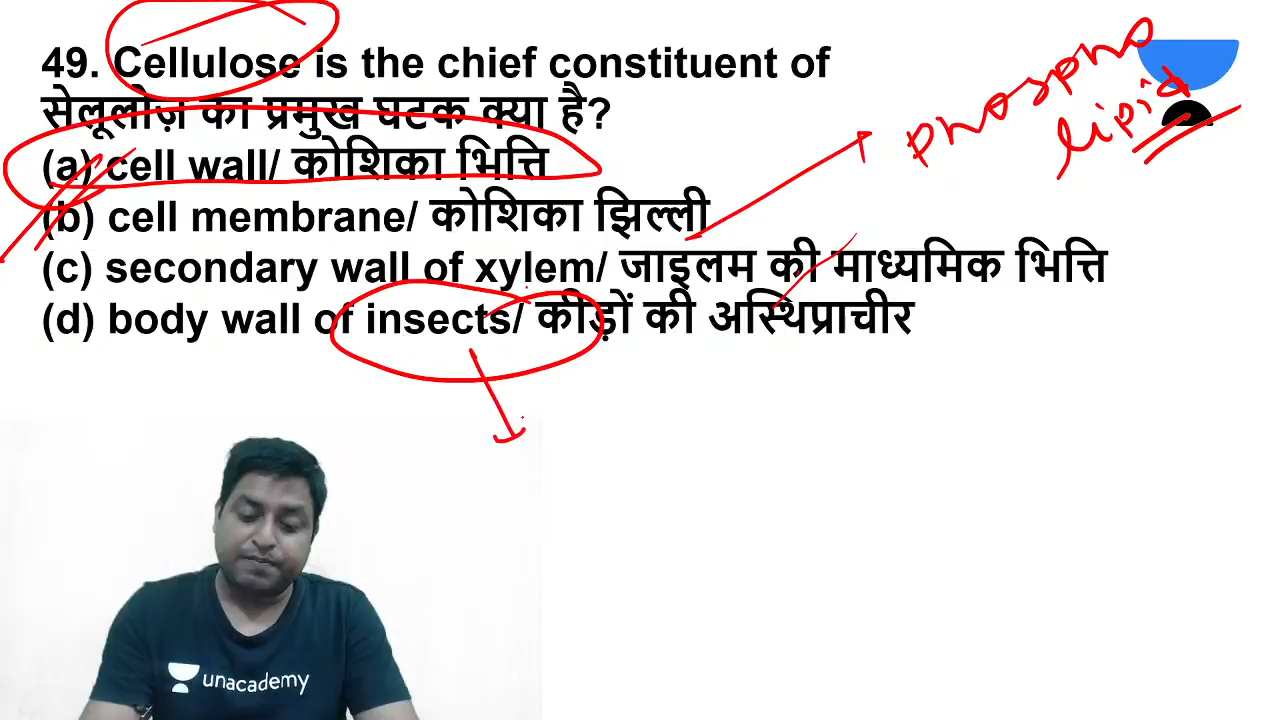 49. Cellulose is the chief constituent of
सेलूलोज़ का प्रमुख घटक क्या है?
(a) cell wall/ कोशिका भित्ति
(b) cell membrane/ कोशिका झिल्ली
(c) secondary wall of xylem/ जाइलम की माध्यमिक भित्ति
(d) body wall of insects/ कीड़ों की अस्थिप्राचीर
phospho
lipid
unacademy